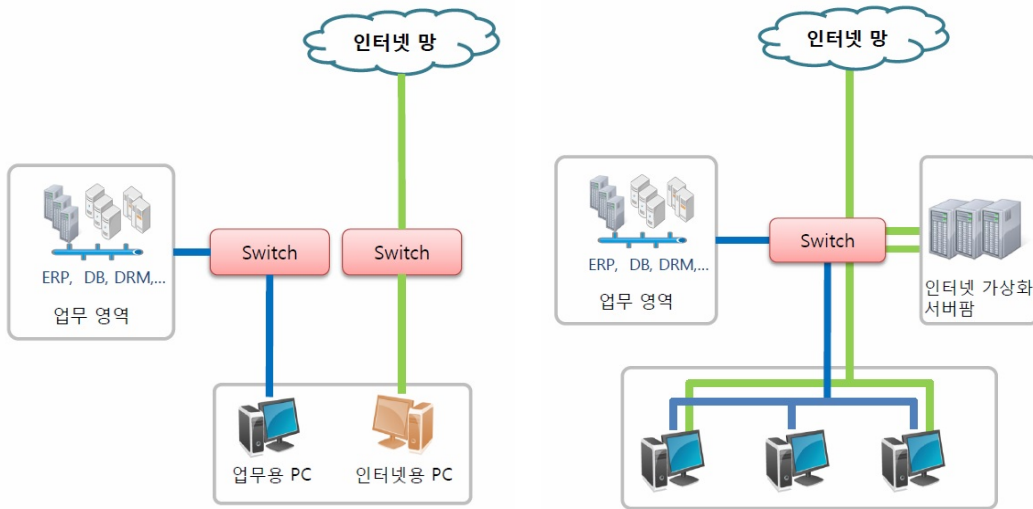 인터넷 망
Switch
Switch
ERP, DB, DRM,...
업무 영역
업무용 PC
인터넷용 PC
인터넷 망
Switch
ERP, DB, DRM,...
업무 영역
인터넷 가상화
서버팜